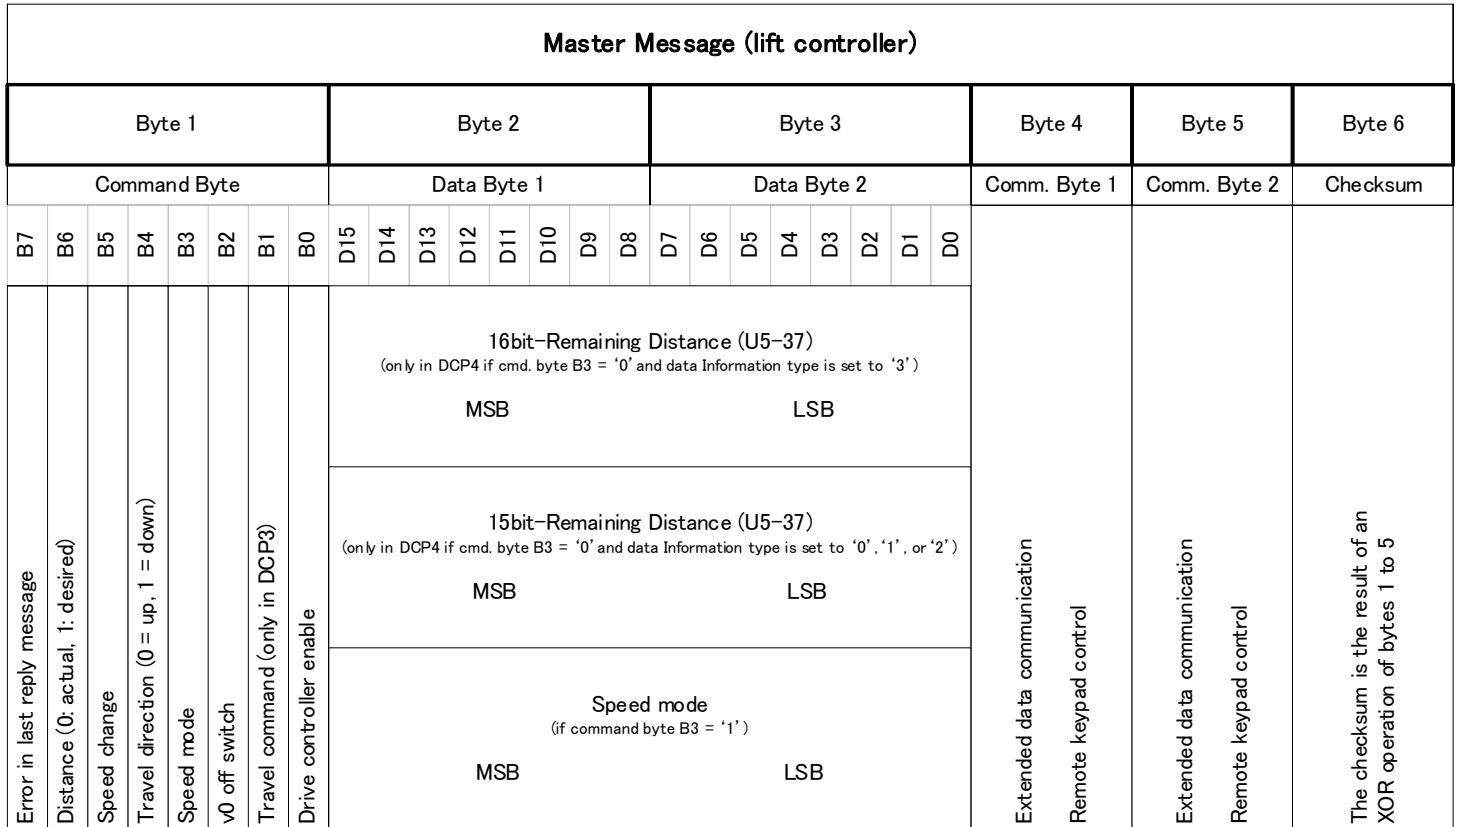 Master Message (lift controller)
Byte 1
Byte 2
Byte 3
Byte 4
Byte 5
Byte 6
Command Byte
Data Byte 1
Data Byte 2
Comm. Byte 1
Comm. Byte 2
Checksum
B7
B6
B5
B4
B3
B2
B1
B0
D15
D14
D13
D12
D11
D10
D9
D8
D7
D6
D5
D4
D3
D2
D1
D0
Error in last reply message
Distance (0: actual, 1: desired)
Speed change
Travel direction (0 = up, 1 = down)
Speed mode
v0 off switch
Travel command (only in DCP3)
Drive controller enable
16bit-Remaining Distance (U5-37)
(only in DCP4 if cmd. byte B3 = ‘0’ and data Information type is set to ‘3’)
MSB
LSB
15bit-Remaining Distance (U5-37)
(only in DCP4 if cmd. byte B3 = ‘0’ and data Information type is set to ‘0’, ‘1’, or ‘2’)
MSB
LSB
Speed mode
(if command byte B3 = ‘1’)
MSB
LSB
Extended data communication
Remote keypad control
Extended data communication
Remote keypad control
The checksum is the result of an
XOR operation of bytes 1 to 5